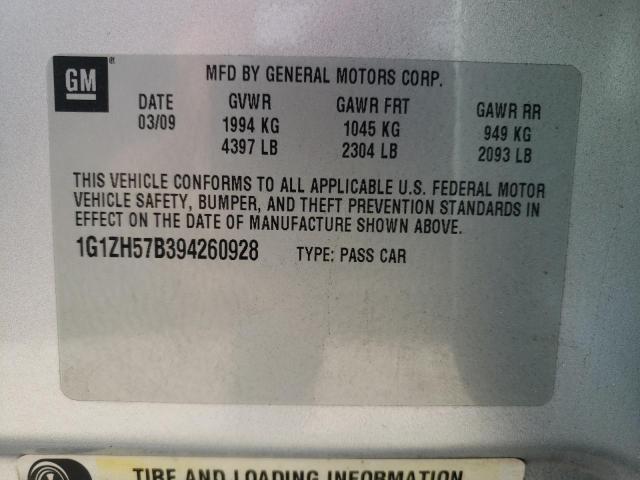 GM
MFD BY GENERAL MOTORS CORP.
DATE GVWR GAWR FRT GAWR RR
03/09 1994 KG 1045 KG 949 KG
4397 LB 2304 LB 2093 LB
THIS VEHICLE CONFORMS TO ALL APPLICABLE U.S. FEDERAL MOTOR
VEHICLE SAFETY, BUMPER, AND THEFT PREVENTION STANDARDS IN
EFFECT ON THE DATE OF MANUFACTURE SHOWN ABOVE.
1G1ZH57B394260928 TYPE: PASS CAR
TIRE AND LOADING INFORMATION